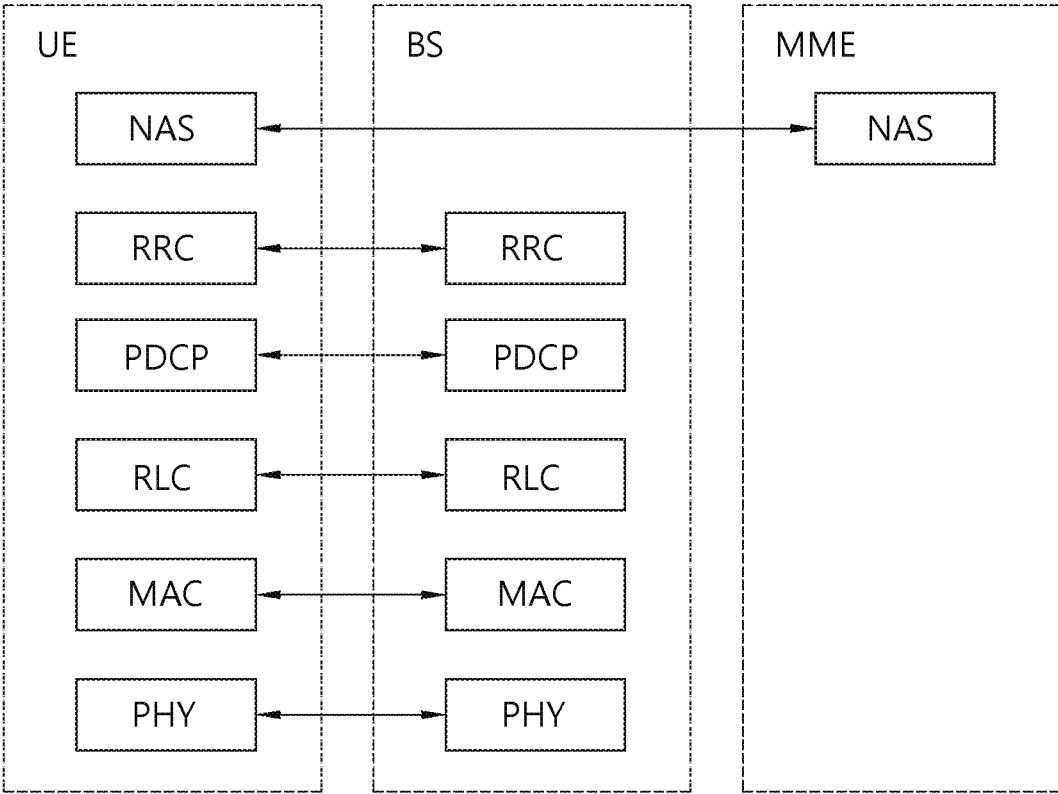 UE BS MME
NAS NAS
RRC RRC
PDCP PDCP
RLC RLC
MAC MAC
PHY PHY